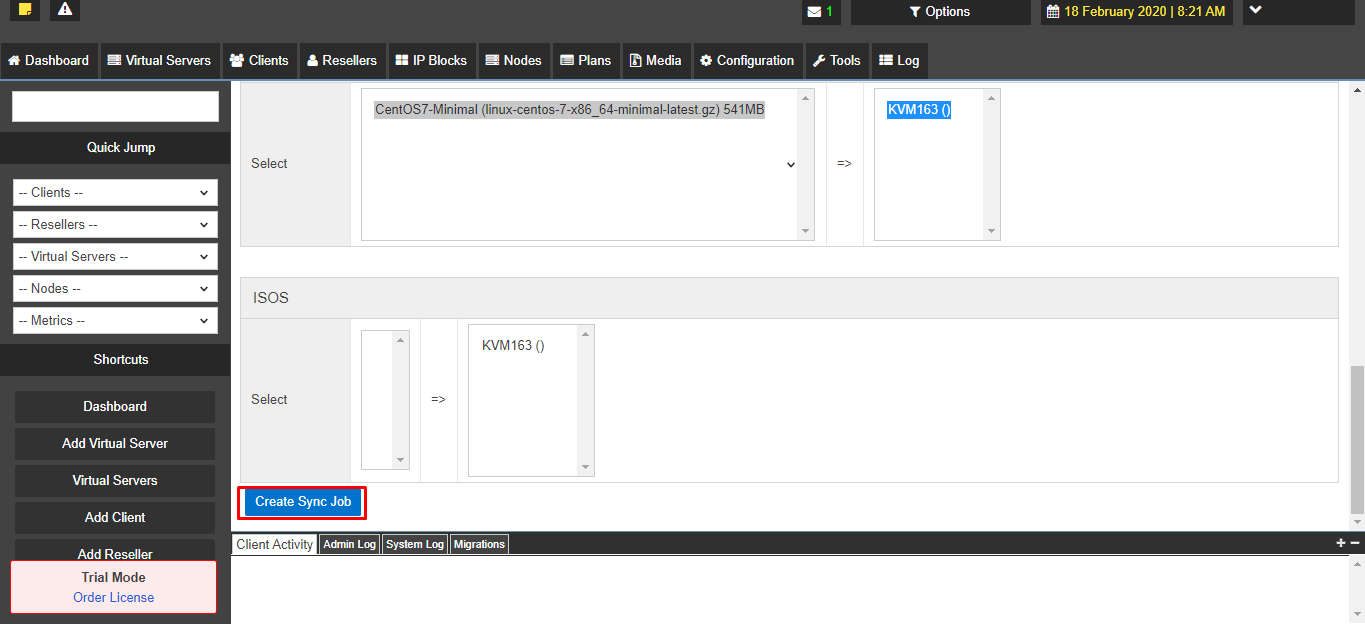 1
Options
18 February 2020 | 8:21 AM
Dashboard
Virtual Servers
Clients
Resellers
IP Blocks
Nodes
Plans
Media
Configuration
Tools
Log
Quick Jump
-- Clients --
-- Resellers --
-- Virtual Servers --
-- Nodes --
-- Metrics --
Shortcuts
Dashboard
Add Virtual Server
Virtual Servers
Add Client
Add Reseller
Trial Mode
Order License
Select
CentOS7-Minimal (linux-centos-7-x86_64-minimal-latest.gz) 541MB
=>
KVM163 ()
ISOS
Select
=>
KVM163 ()
Create Sync Job
Client Activity
Admin Log
System Log
Migrations